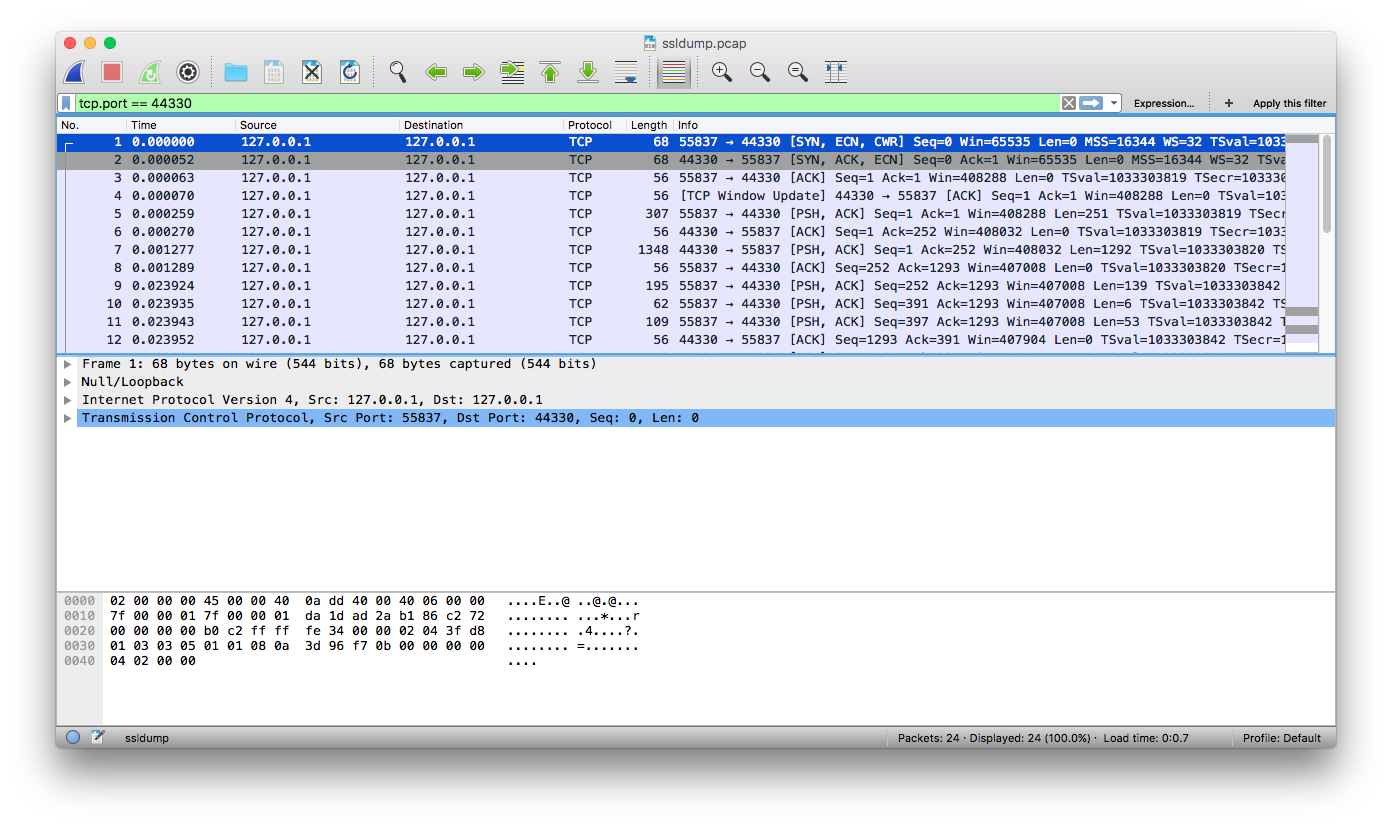 ssldump.pcap
tcp.port == 44330 Expression... + Apply this filter
No. Time Source Destination Protocol Length Info
1 0.000000 127.0.0.1 127.0.0.1 TCP 68 55837 → 44330 [SYN, ECN, CWR] Seq=0 Win=65535 Len=0 MSS=16344 WS=32 TSval=1033
2 0.000052 127.0.0.1 127.0.0.1 TCP 68 44330 → 55837 [SYN, ACK, ECN] Seq=0 Ack=1 Win=65535 Len=0 MSS=16344 WS=32 TSva
3 0.000063 127.0.0.1 127.0.0.1 TCP 56 55837 → 44330 [ACK] Seq=1 Ack=1 Win=408288 Len=0 TSval=1033303819 TSecr=103330
4 0.000070 127.0.0.1 127.0.0.1 TCP 56 [TCP Window Update] 44330 → 55837 [ACK] Seq=1 Ack=1 Win=408288 Len=0 TSval=103
5 0.000259 127.0.0.1 127.0.0.1 TCP 307 55837 → 44330 [PSH, ACK] Seq=1 Ack=1 Win=408288 Len=251 TSval=1033303819 TSecr
6 0.000270 127.0.0.1 127.0.0.1 TCP 56 44330 → 55837 [ACK] Seq=1 Ack=252 Win=408032 Len=0 TSval=1033303819 TSecr=1033
7 0.001277 127.0.0.1 127.0.0.1 TCP 1348 44330 → 55837 [PSH, ACK] Seq=1 Ack=252 Win=408032 Len=1292 TSval=1033303820 TS
8 0.001289 127.0.0.1 127.0.0.1 TCP 56 55837 → 44330 [ACK] Seq=252 Ack=1293 Win=407008 Len=0 TSval=1033303820 TSecr=1
9 0.023924 127.0.0.1 127.0.0.1 TCP 195 55837 → 44330 [PSH, ACK] Seq=252 Ack=1293 Win=407008 Len=139 TSval=1033303842
10 0.023935 127.0.0.1 127.0.0.1 TCP 62 55837 → 44330 [PSH, ACK] Seq=391 Ack=1293 Win=407008 Len=6 TSval=1033303842 TS
11 0.023943 127.0.0.1 127.0.0.1 TCP 109 55837 → 44330 [PSH, ACK] Seq=397 Ack=1293 Win=407008 Len=53 TSval=1033303842 T
12 0.023952 127.0.0.1 127.0.0.1 TCP 56 44330 → 55837 [ACK] Seq=1293 Ack=391 Win=407904 Len=0 TSval=1033303842 TSecr=1
Frame 1: 68 bytes on wire (544 bits), 68 bytes captured (544 bits)
Null/Loopback
Internet Protocol Version 4, Src: 127.0.0.1, Dst: 127.0.0.1
Transmission Control Protocol, Src Port: 55837, Dst Port: 44330, Seq: 0, Len: 0
0000 02 00 00 00 45 00 00 40 0a dd 40 00 40 06 00 00 ....E..@ ..@.@...
0010 7f 00 00 01 7f 00 00 01 da 1d ad 2a b1 86 c2 72 ........ ...*...r
0020 00 00 00 00 b0 c2 ff ff fe 34 00 00 02 04 3f d8 ........ .4....?.
0030 01 03 03 05 01 01 08 0a 3d 96 f7 0b 00 00 00 00 ........ =.......
0040 04 02 00 00 ....
ssldump Packets: 24 · Displayed: 24 (100.0%) · Load time: 0:0.7 Profile: Default